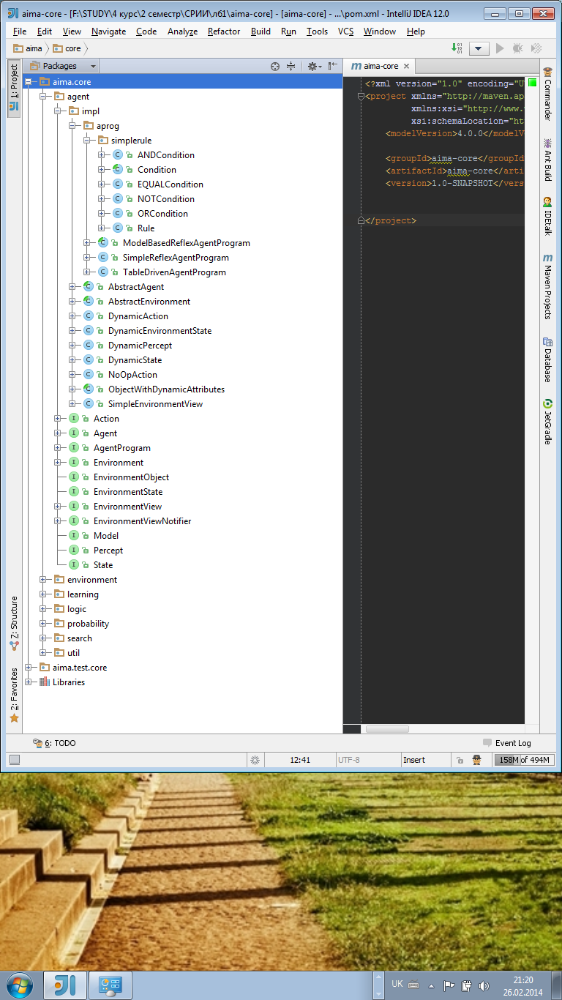 aima-core - [F:\STUDY\4 курс\2 семестр\СРИИ\л61\aima-core] - [aima-core] - ...\pom.xml - IntelliJ IDEA 12.0
File Edit View Navigate Code Analyze Refactor Build Run Tools VCS Window Help
aima core
1: Project
7: Structure
2: Favorites
Packages
aima.core
agent
impl
aprog
simplerule
ANDCondition
Condition
EQUALCondition
NOTCondition
ORCondition
Rule
ModelBasedReflexAgentProgram
SimpleReflexAgentProgram
TableDrivenAgentProgram
AbstractAgent
AbstractEnvironment
DynamicAction
DynamicEnvironmentState
DynamicPercept
DynamicState
NoOpAction
ObjectWithDynamicAttributes
SimpleEnvironmentView
Action
Agent
AgentProgram
Environment
EnvironmentObject
EnvironmentState
EnvironmentView
EnvironmentViewNotifier
Model
Percept
State
environment
learning
logic
probability
search
util
aima.test.core
Libraries
m aima-core
<?xml version="1.0" encoding="U
<project xmlns="http://maven.ap
xmlns:xsi="http://www.
xsi:schemaLocation="ht
<modelVersion>4.0.0</modelV
<groupId>aima-core</groupId
<artifactId>aima-core</arti
<version>1.0-SNAPSHOT</vers
</project>
Commander
Ant Build
IDEtalk
m Maven Projects
Database
JetGradle
6: TODO
Event Log
12:41 UTF-8 Insert 158M of 494M
UK
21:20
26.02.2014